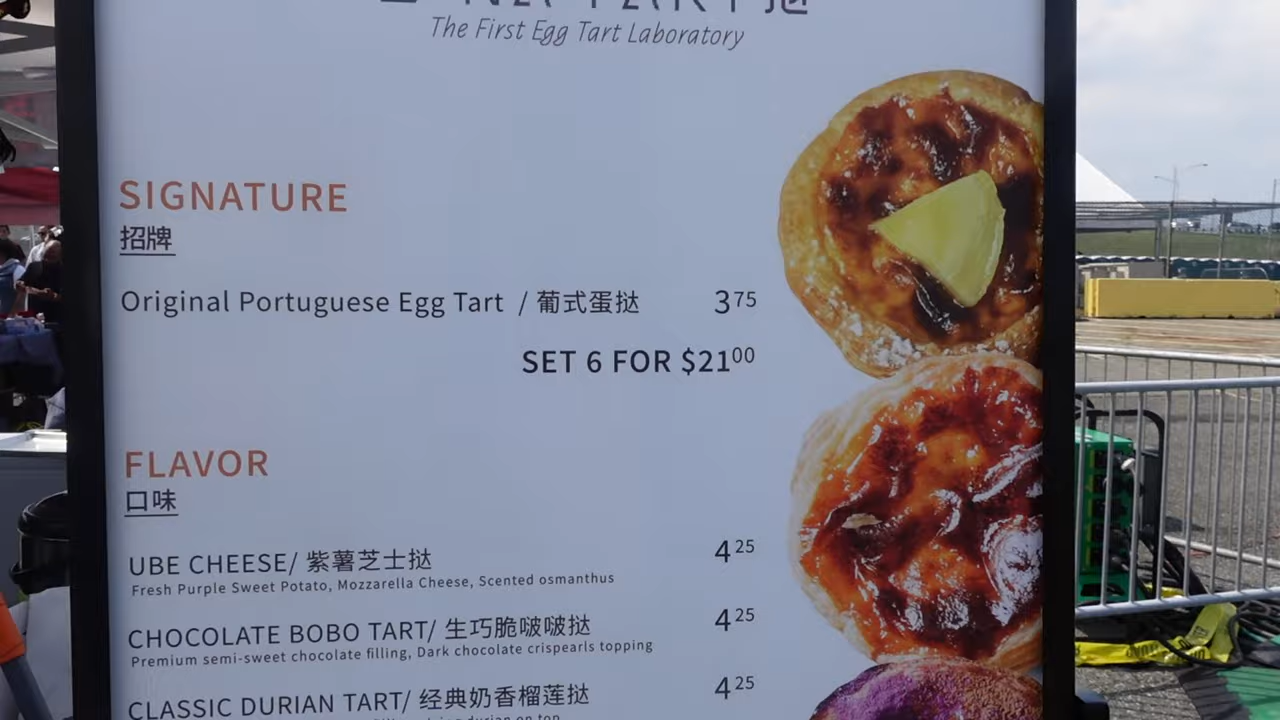 The First Egg Tart Laboratory
SIGNATURE
招牌
Original Portuguese Egg Tart / 葡式蛋挞 3 75
SET 6 FOR $21 00
FLAVOR
口味
UBE CHEESE/ 紫薯芝士挞 4 25
Fresh Purple Sweet Potato, Mozzarella Cheese, Scented osmanthus
CHOCOLATE BOBO TART/ 生巧脆啵啵挞 4 25
Premium semi-sweet chocolate filling, Dark chocolate crispearls topping
CLASSIC DURIAN TART/ 经典奶香榴莲挞 4 25
durian on top